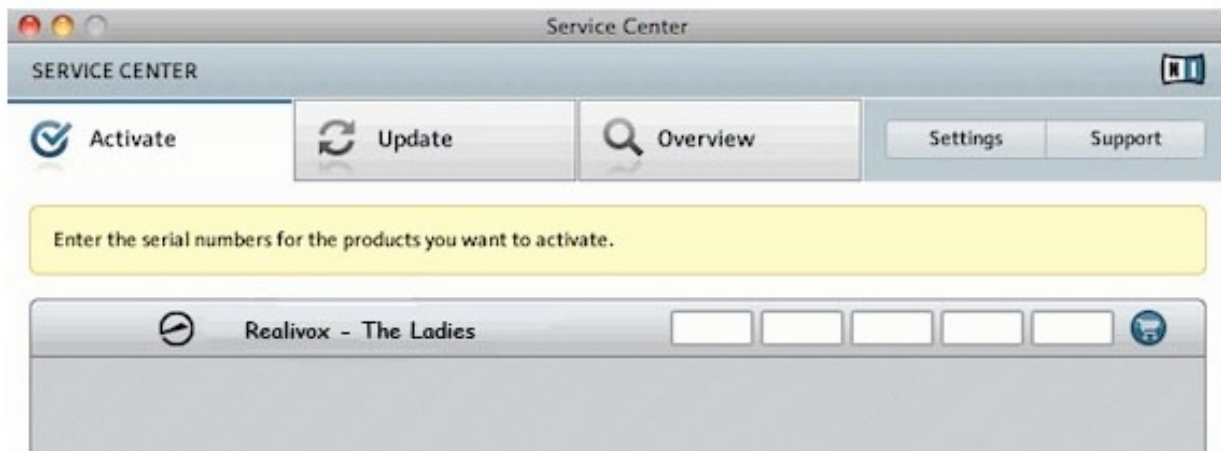 Service Center
SERVICE CENTER
NI
Activate Update Overview Settings Support
Enter the serial numbers for the products you want to activate.
Realivox - The Ladies